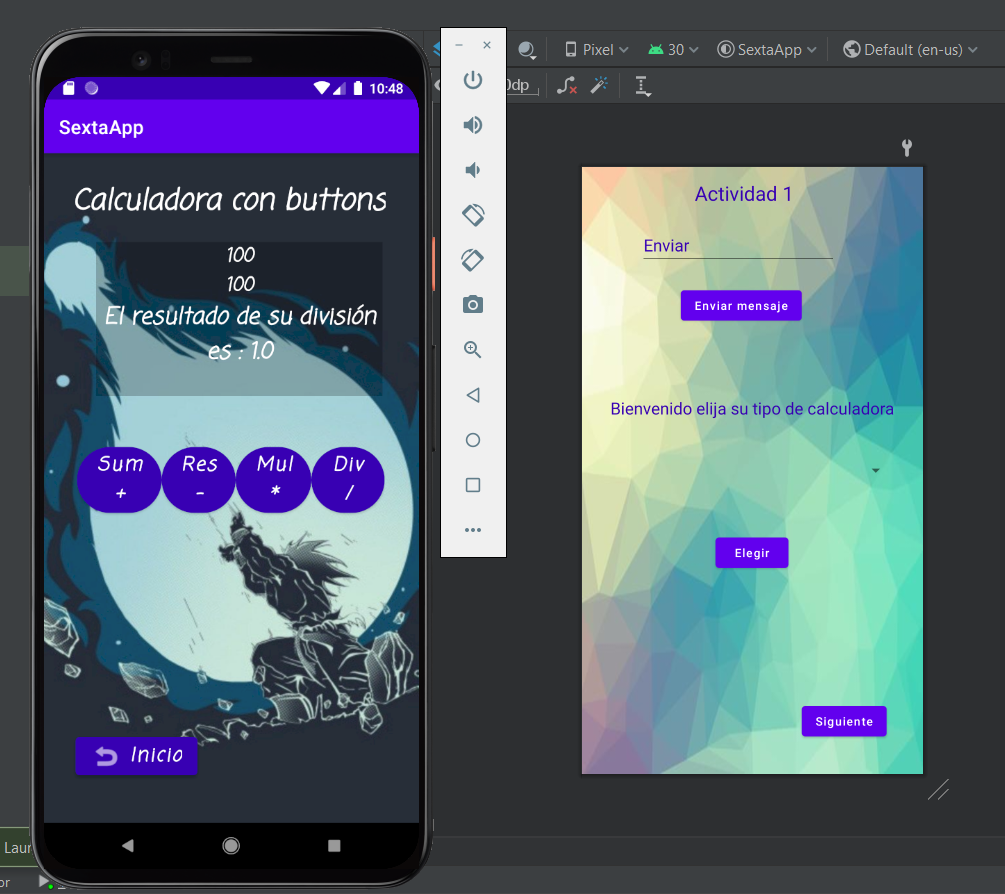 10:48
SextaApp
Calculadora con buttons
100
100
El resultado de su división
es : 1.0
Sum
+
Res
-
Mul
*
Div
/
Inicio
Pixel
30
SextaApp
Default (en-us)
0dp
Actividad 1
Enviar
Enviar mensaje
Bienvenido elija su tipo de calculadora
Elegir
Siguiente